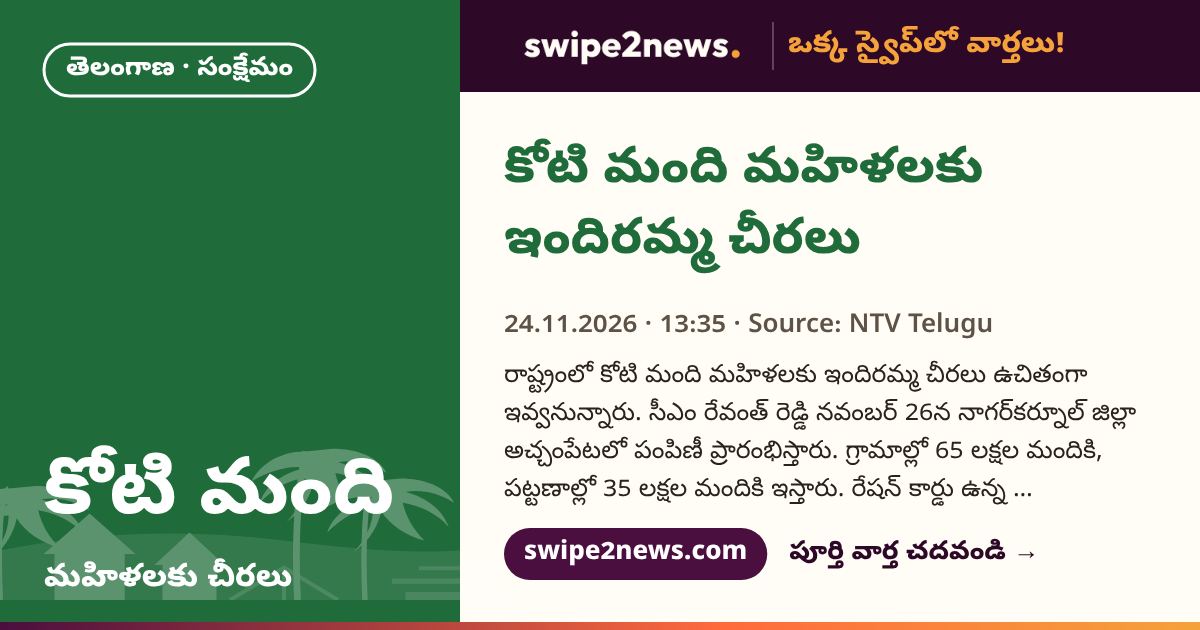 తెలంగాణ · సంక్షేమం
కోటి మంది
మహిళలకు చీరలు
swipe2news. | ఒక్క స్వైప్‌లో వార్తలు!
కోటి మంది మహిళలకు
ఇందిరమ్మ చీరలు
24.11.2026 · 13:35 · Source: NTV Telugu
రాష్ట్రంలో కోటి మంది మహిళలకు ఇందిరమ్మ చీరలు ఉచితంగా
ఇవ్వనున్నారు. సీఎం రేవంత్ రెడ్డి నవంబర్ 26న నాగర్‌కర్నూల్ జిల్లా
అచ్చంపేటలో పంపిణీ ప్రారంభిస్తారు. గ్రామాల్లో 65 లక్షల మందికి,
పట్టణాల్లో 35 లక్షల మందికి ఇస్తారు. రేషన్ కార్డు ఉన్న ...
swipe2news.com పూర్తి వార్త చదవండి →